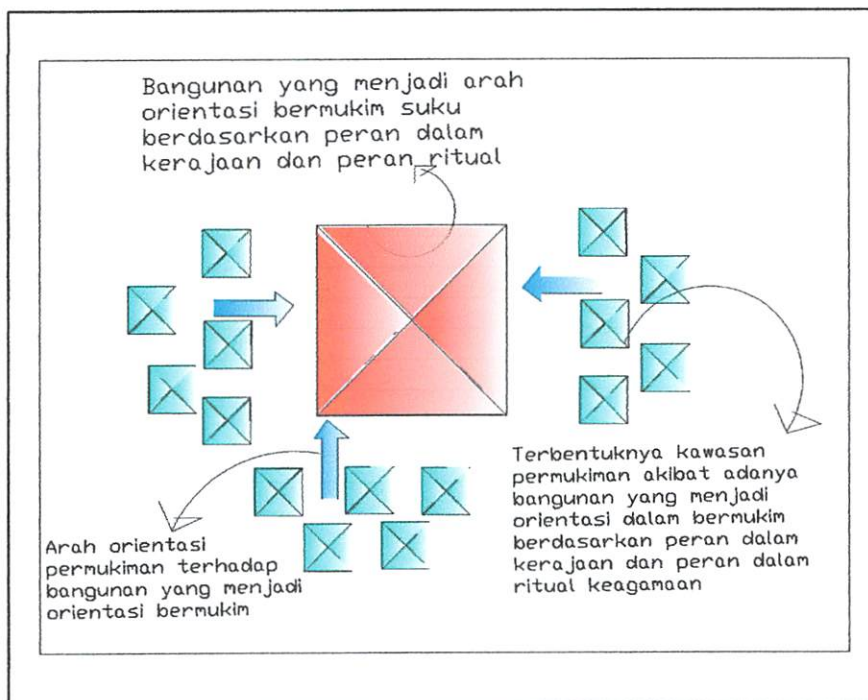 Bangunan yang menjadi arah
orientasi bermukim suku
berdasarkan peran dalam
kerajaan dan peran ritual
Terbentuknya kawasan
permukiman akibat adanya
bangunan yang menjadi
orientasi dalam bermukim
berdasarkan peran dalam
kerajaan dan peran dalam
ritual keagamaan
Arah orientasi
permukiman terhadap
bangunan yang menjadi
orientasi bermukim